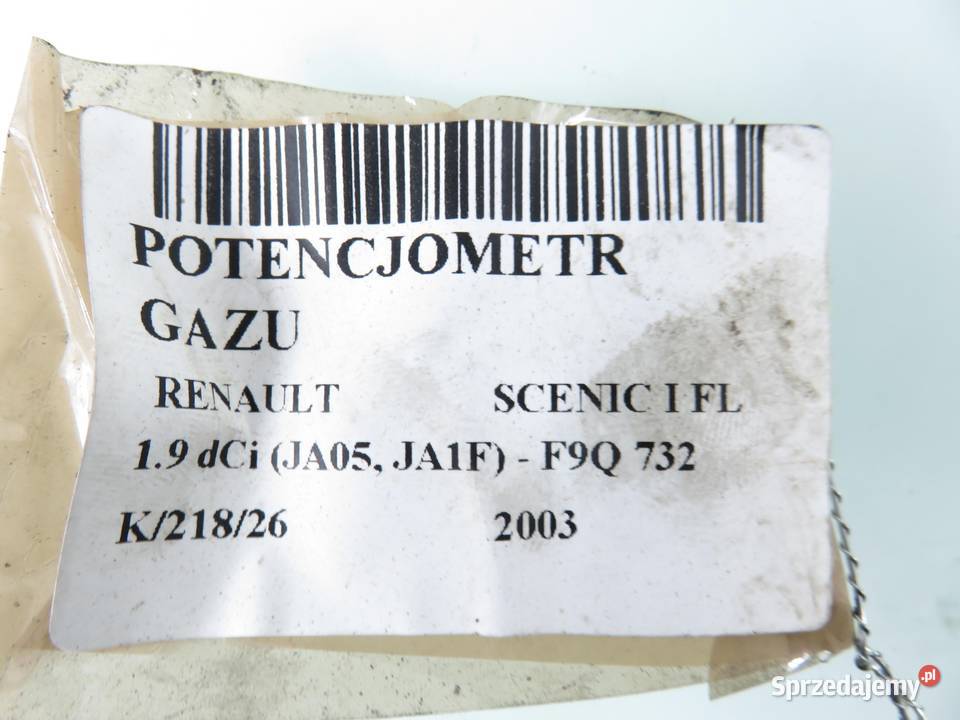 POTENCJOMETR
GAZU
RENAULT SCENIC I FL
1.9 dCi (JA05, JA1F) - F9Q 732
K/218/26 2003
Sprzedajemy.pl